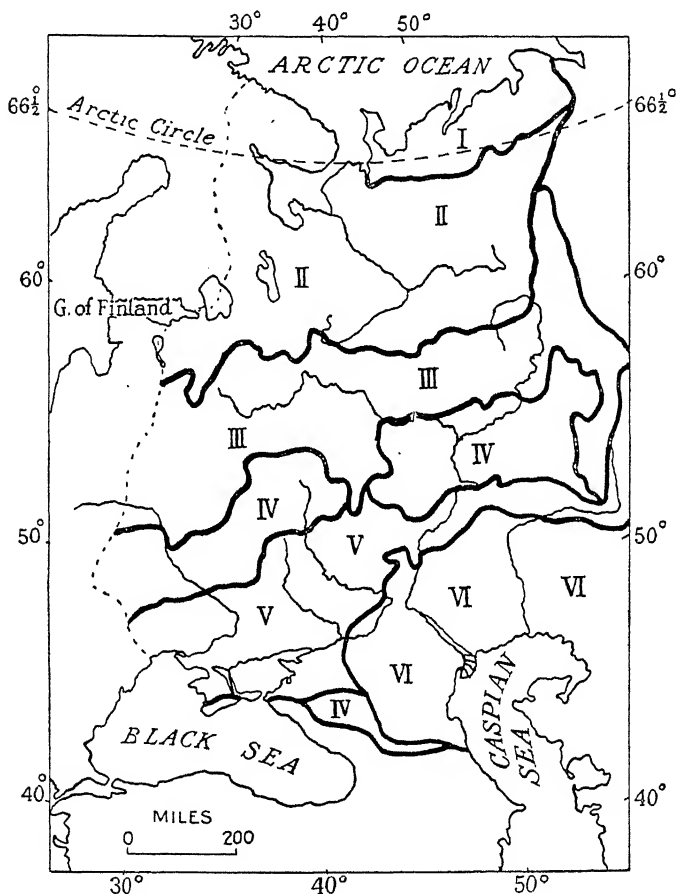 30° 40° 50°
ARCTIC OCEAN
66½° 66½°
Arctic Circle
I
II
II
60° 60°
G. of Finland
III
III
IV
IV
50° 50°
V
VI
VI
V
VI
IV
CASPIAN
SEA
BLACK SEA
40° 40°
MILES
0 200
30° 40° 50°